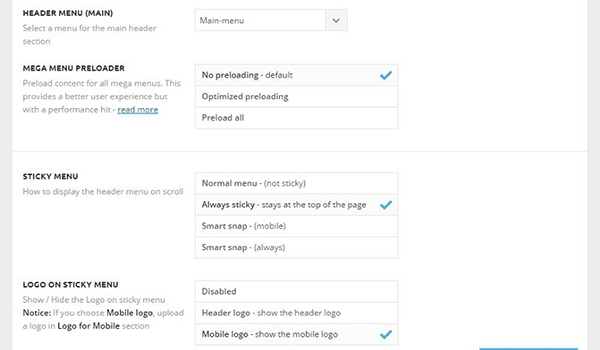 HEADER MENU (MAIN)
Select a menu for the main header
section
Main-menu
MEGA MENU PRELOADER
Preload content for all mega menus. This
provides a better user experience but
with a performance hit - read more
No preloading - default
Optimized preloading
Preload all
STICKY MENU
How to display the header menu on scroll
Normal menu - (not sticky)
Always sticky - stays at the top of the page
Smart snap - (mobile)
Smart snap - (always)
LOGO ON STICKY MENU
Show / Hide the Logo on sticky menu
Notice: If you choose Mobile logo, upload
a logo in Logo for Mobile section
Disabled
Header logo - show the header logo
Mobile logo - show the mobile logo